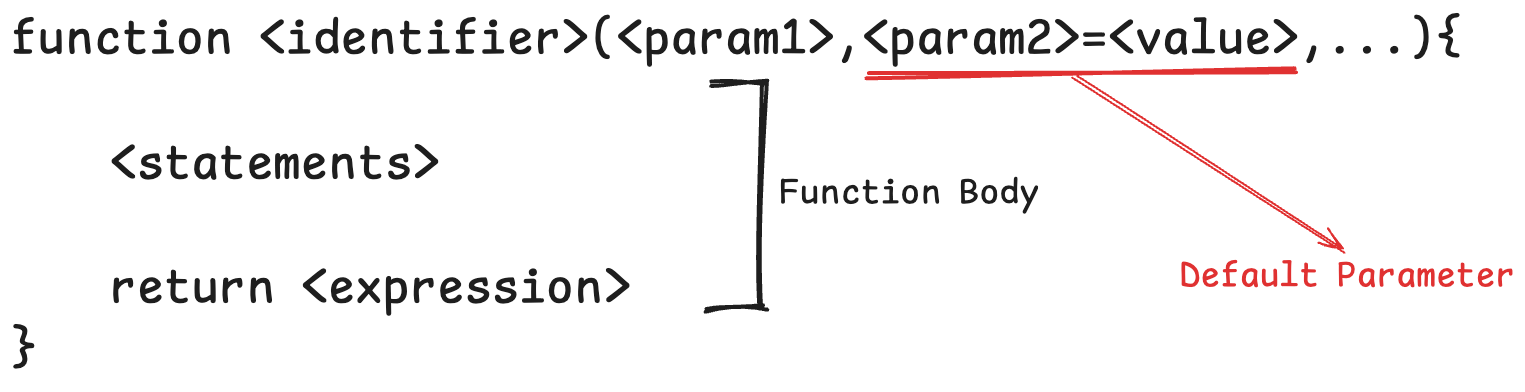 function <identifier>(<param1>,<param2>=<value>,...){
<statements>
Function Body
Default Parameter
return <expression>
}